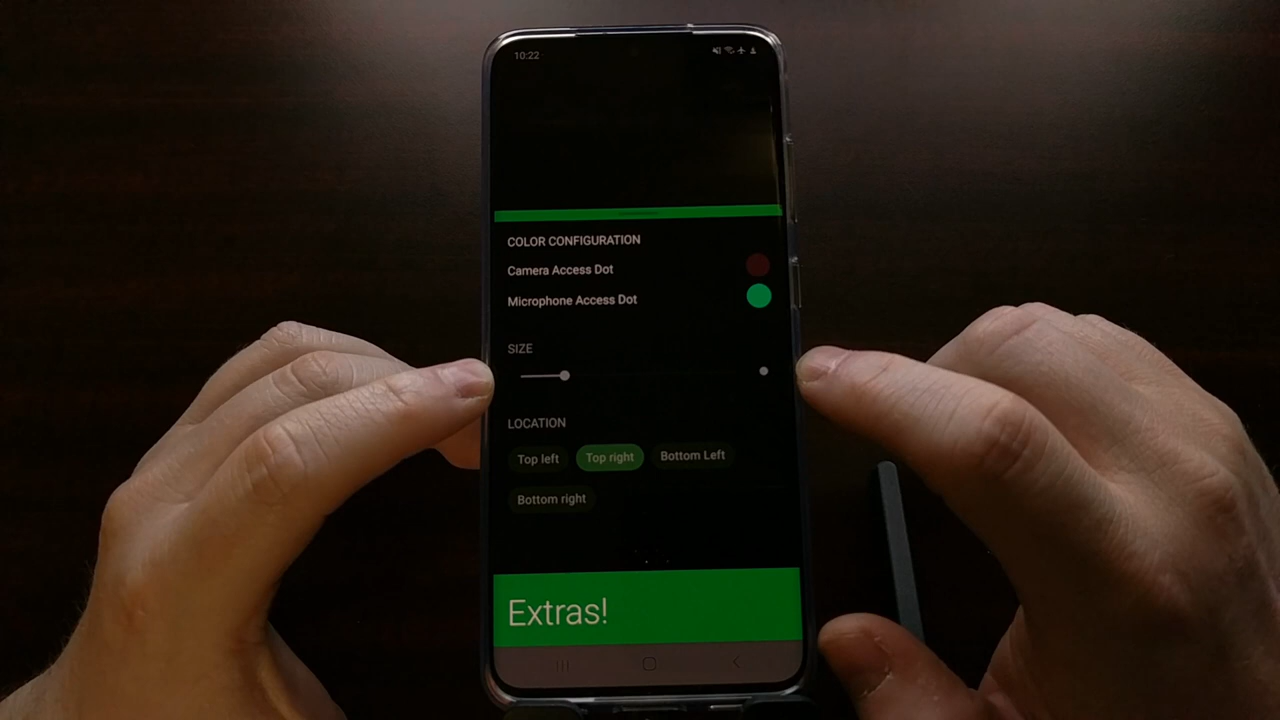 10:22
COLOR CONFIGURATION
Camera Access Dot
Microphone Access Dot
SIZE
LOCATION
Top left Top right Bottom Left
Bottom right
Extras!